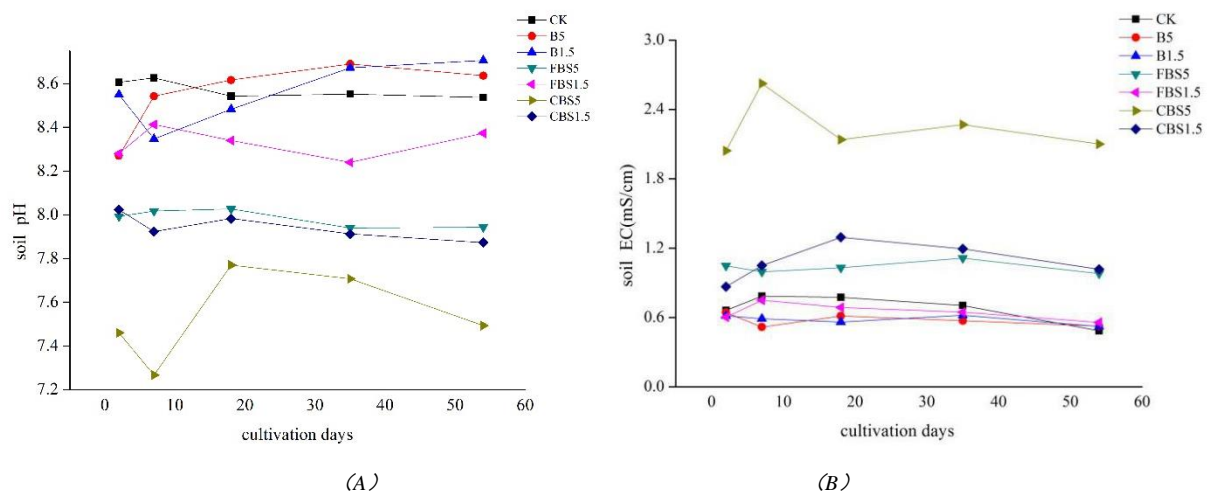 CK
B5
B1.5
FBS5
FBS1.5
CBS5
CBS1.5
8.6
8.4
8.2
8.0
7.8
7.6
7.4
7.2
soil pH
0 10 20 30 40 50 60
cultivation days
(A)
CK
B5
B1.5
FBS5
FBS1.5
CBS5
CBS1.5
3.0
2.4
1.8
1.2
0.6
0.0
soil EC(mS/cm)
0 10 20 30 40 50 60
cultivation days
(B)